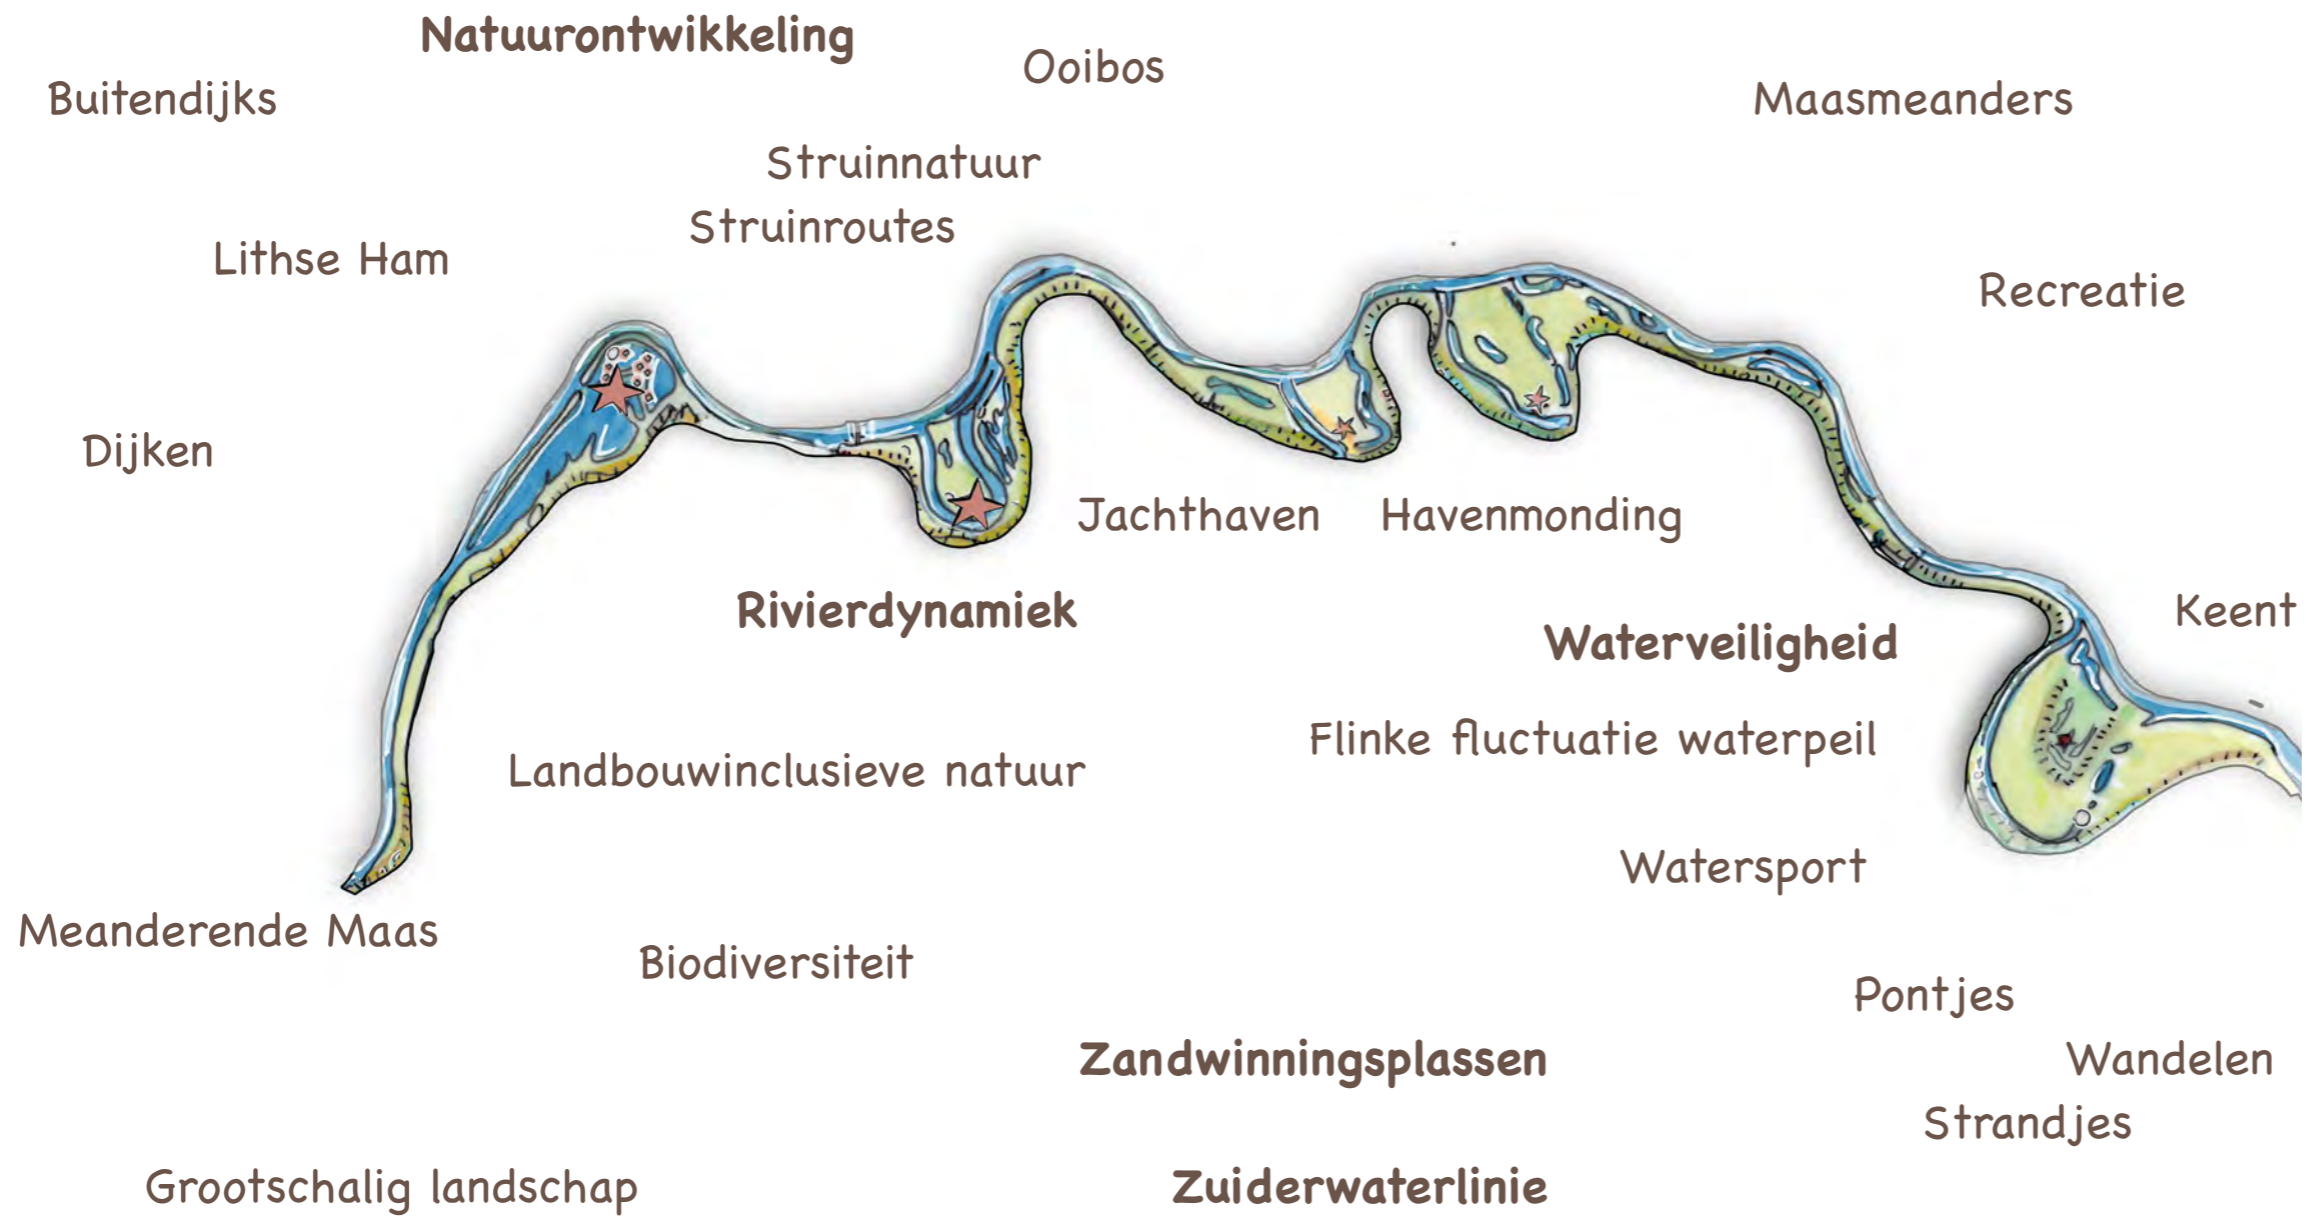 Natuurontwikkeling
Ooibos
Buitendijks
Maasmeanders
Struinnatuur
Struinroutes
Lithse Ham
Recreatie
Dijken
Jachthaven
Havenmonding
Rivierdynamiek
Keent
Waterveiligheid
Flinke fluctuatie waterpeil
Landbouwinclusieve natuur
Watersport
Meanderende Maas
Biodiversiteit
Pontjes
Zandwinningsplassen
Wandelen
Strandjes
Grootschalig landschap
Zuiderwaterlinie